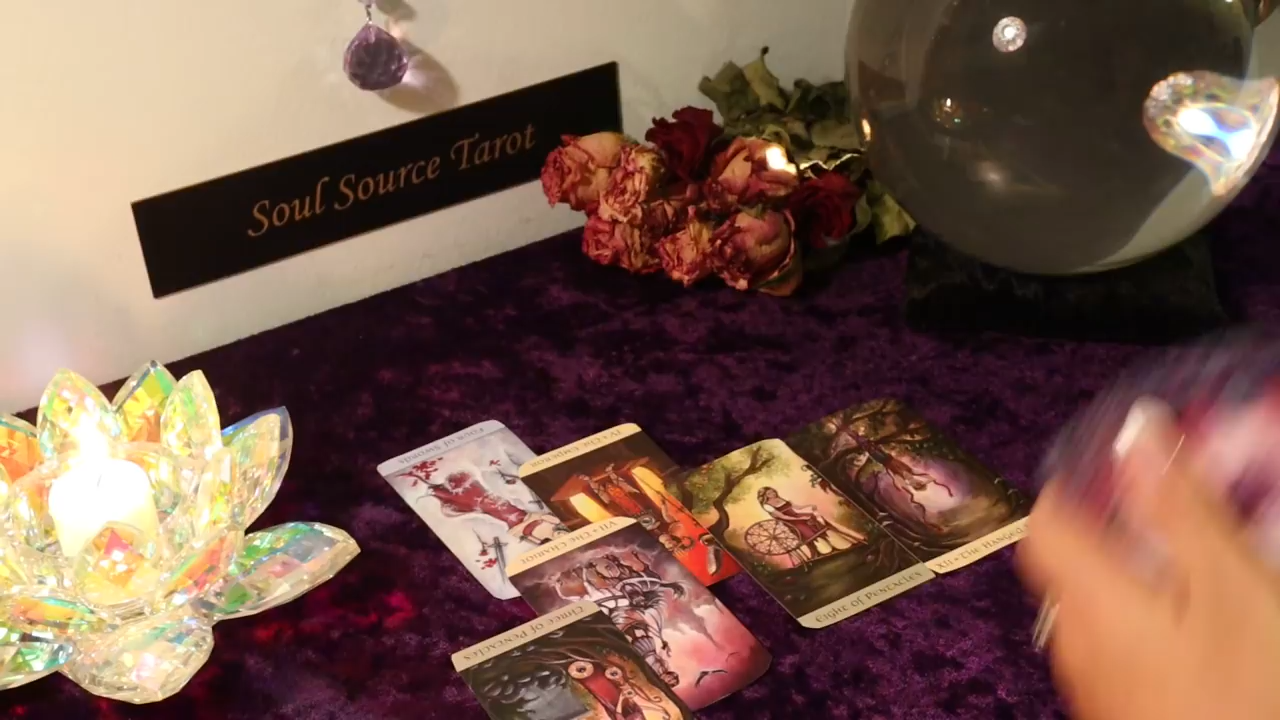 Soul Source Tarot
Four of Swords
IV • The Emperor
VII • The Chariot
Three of Pentacles
Eight of Pentacles
XII • The Hanged